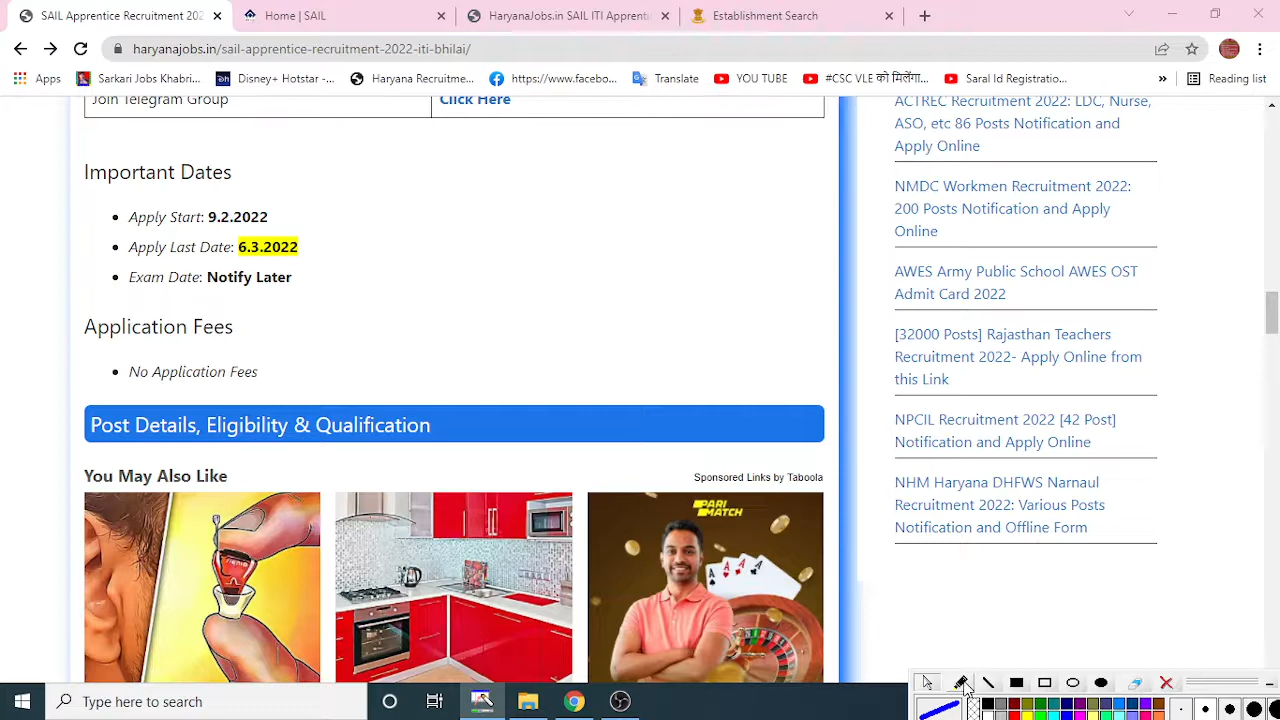 SAIL Apprentice Recruitment 202
Home | SAIL
HaryanaJobs.in SAIL ITI Apprent
Establishment Search
haryanajobs.in/sail-apprentice-recruitment-2022-iti-bhilai/
Apps
Sarkari Jobs Khabri...
Disney+ Hotstar -...
Haryana Recruitme...
https://www.facebo...
Translate
YOU TUBE
#CSC VLE को मिलेंगा...
Saral Id Registratio...
»
Reading list
Join Telegram Group
Click Here
Important Dates
Apply Start: 9.2.2022
Apply Last Date: 6.3.2022
Exam Date: Notify Later
Application Fees
No Application Fees
Post Details, Eligibility & Qualification
You May Also Like
Sponsored Links by Taboola
PARI
MATCH
ACTREC Recruitment 2022: LDC, Nurse,
ASO, etc 86 Posts Notification and
Apply Online
NMDC Workmen Recruitment 2022:
200 Posts Notification and Apply
Online
AWES Army Public School AWES OST
Admit Card 2022
[32000 Posts] Rajasthan Teachers
Recruitment 2022- Apply Online from
this Link
NPCIL Recruitment 2022 [42 Post]
Notification and Apply Online
NHM Haryana DHFWS Narnaul
Recruitment 2022: Various Posts
Notification and Offline Form
Type here to search